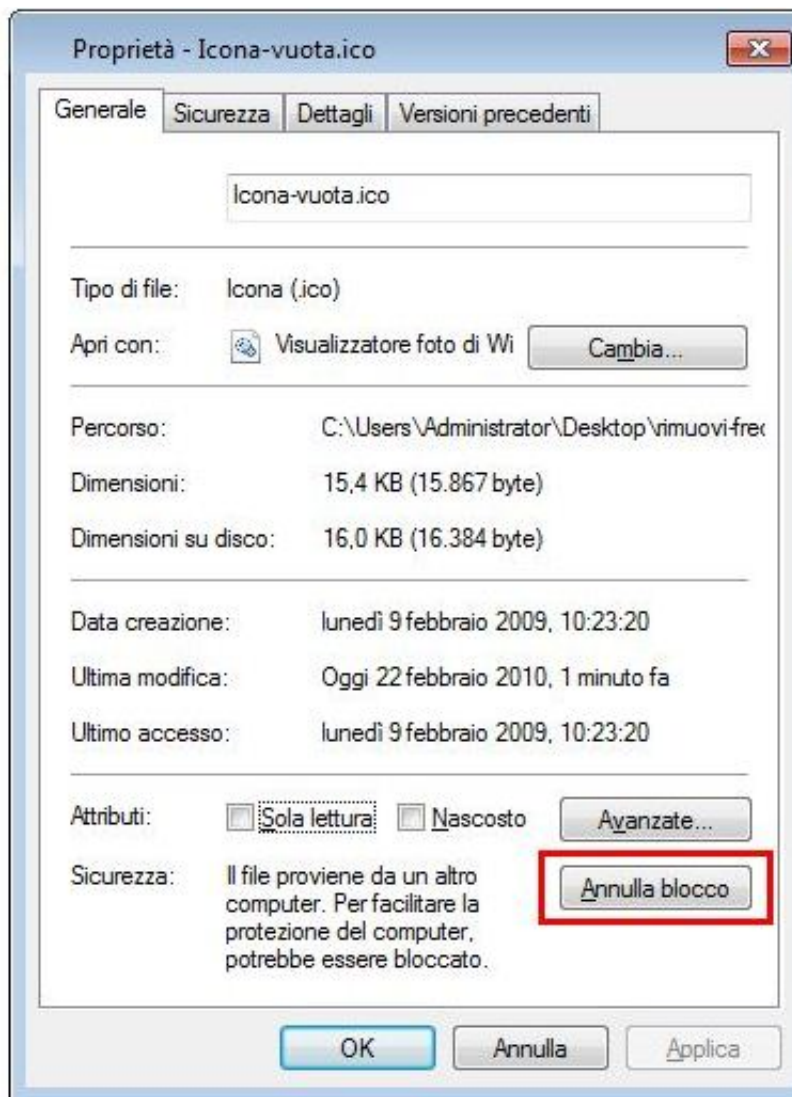 Proprietà - Icona-vuota.ico
Generale Sicurezza Dettagli Versioni precedenti
Icona-vuota.ico
Tipo di file: Icona (.ico)
Apri con: Visualizzatore foto di Wi Cambia...
Percorso: C:\Users\Administrator\Desktop\rimuovi-frec
Dimensioni: 15,4 KB (15.867 byte)
Dimensioni su disco: 16,0 KB (16.384 byte)
Data creazione: lunedì 9 febbraio 2009, 10:23:20
Ultima modifica: Oggi 22 febbraio 2010, 1 minuto fa
Ultimo accesso: lunedì 9 febbraio 2009, 10:23:20
Attributi: Sola lettura Nascosto Avanzate...
Sicurezza: Il file proviene da un altro Annulla blocco
computer. Per facilitare la
protezione del computer,
potrebbe essere bloccato.
OK Annulla Applica